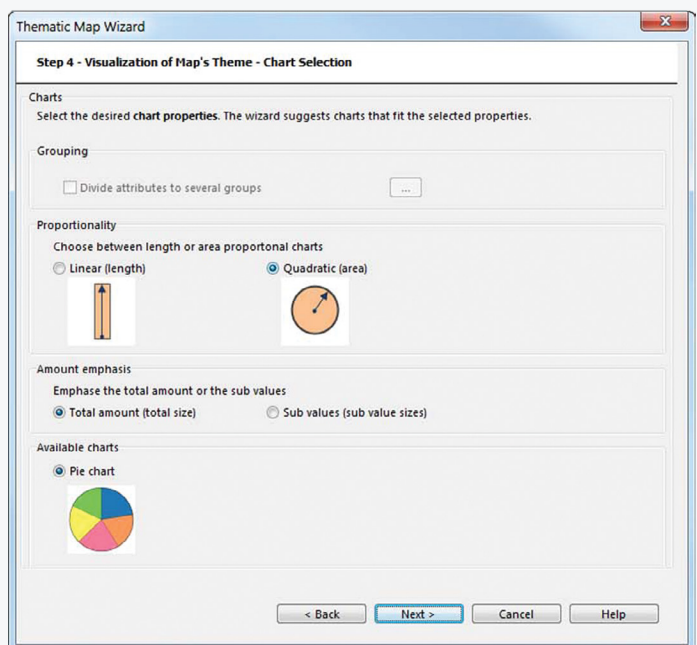 Thematic Map Wizard
x
Step 4 - Visualization of Map's Theme - Chart Selection
Charts
Select the desired chart properties. The wizard suggests charts that fit the selected properties.
Grouping
Divide attributes to several groups
...
Proportionality
Choose between length or area proportonal charts
Linear (length)
Quadratic (area)
Amount emphasis
Emphase the total amount or the sub values
Total amount (total size)
Sub values (sub value sizes)
Available charts
Pie chart
< Back
Next >
Cancel
Help